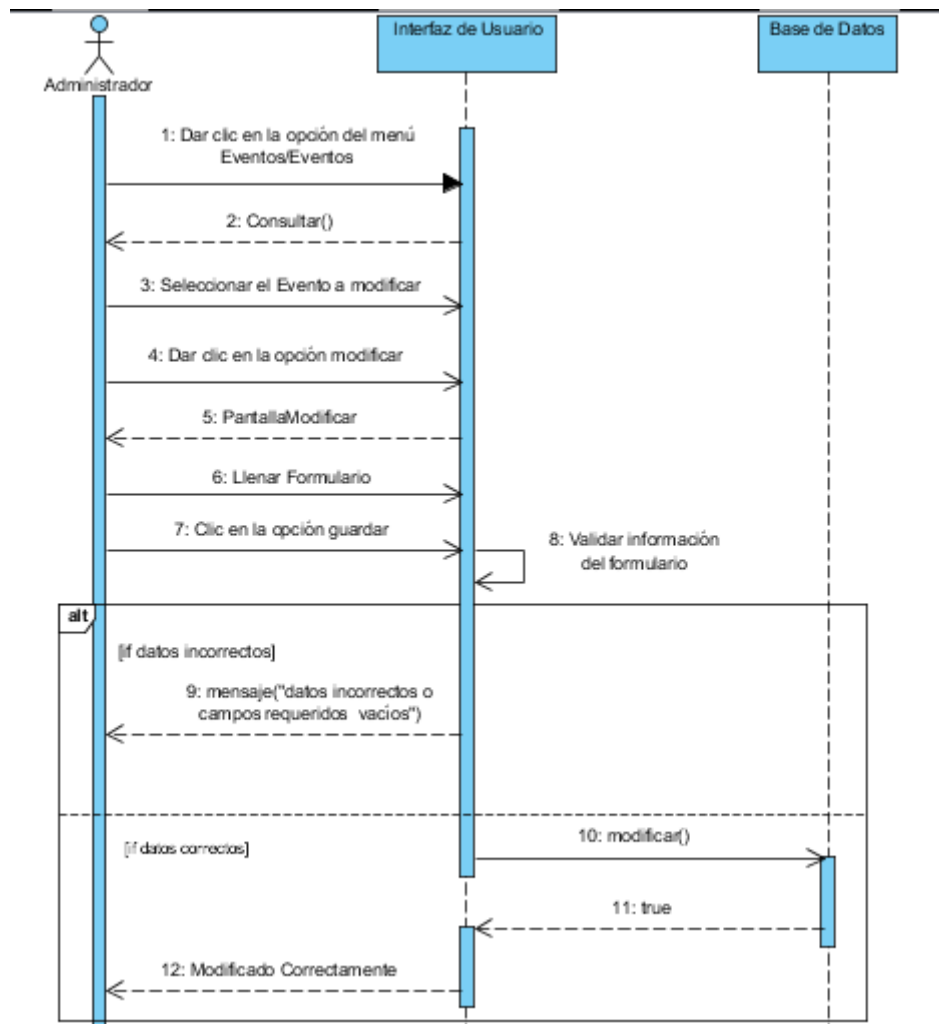 Interfaz de Usuario
Base de Datos
Administrador
1: Dar clic en la opción del menú
Eventos/Eventos
2: Consultar()
3: Seleccionar el Evento a modificar
4: Dar clic en la opción modificar
5: PantallaModificar
6: Llenar Formulario
7: Clic en la opción guardar
8: Validar información
del formulario
alt
[if datos incorrectos]
9: mensaje("datos incorrectos o
campos requeridos vacíos")
[if datos correctos]
10: modificar()
11: true
12: Modificado Correctamente